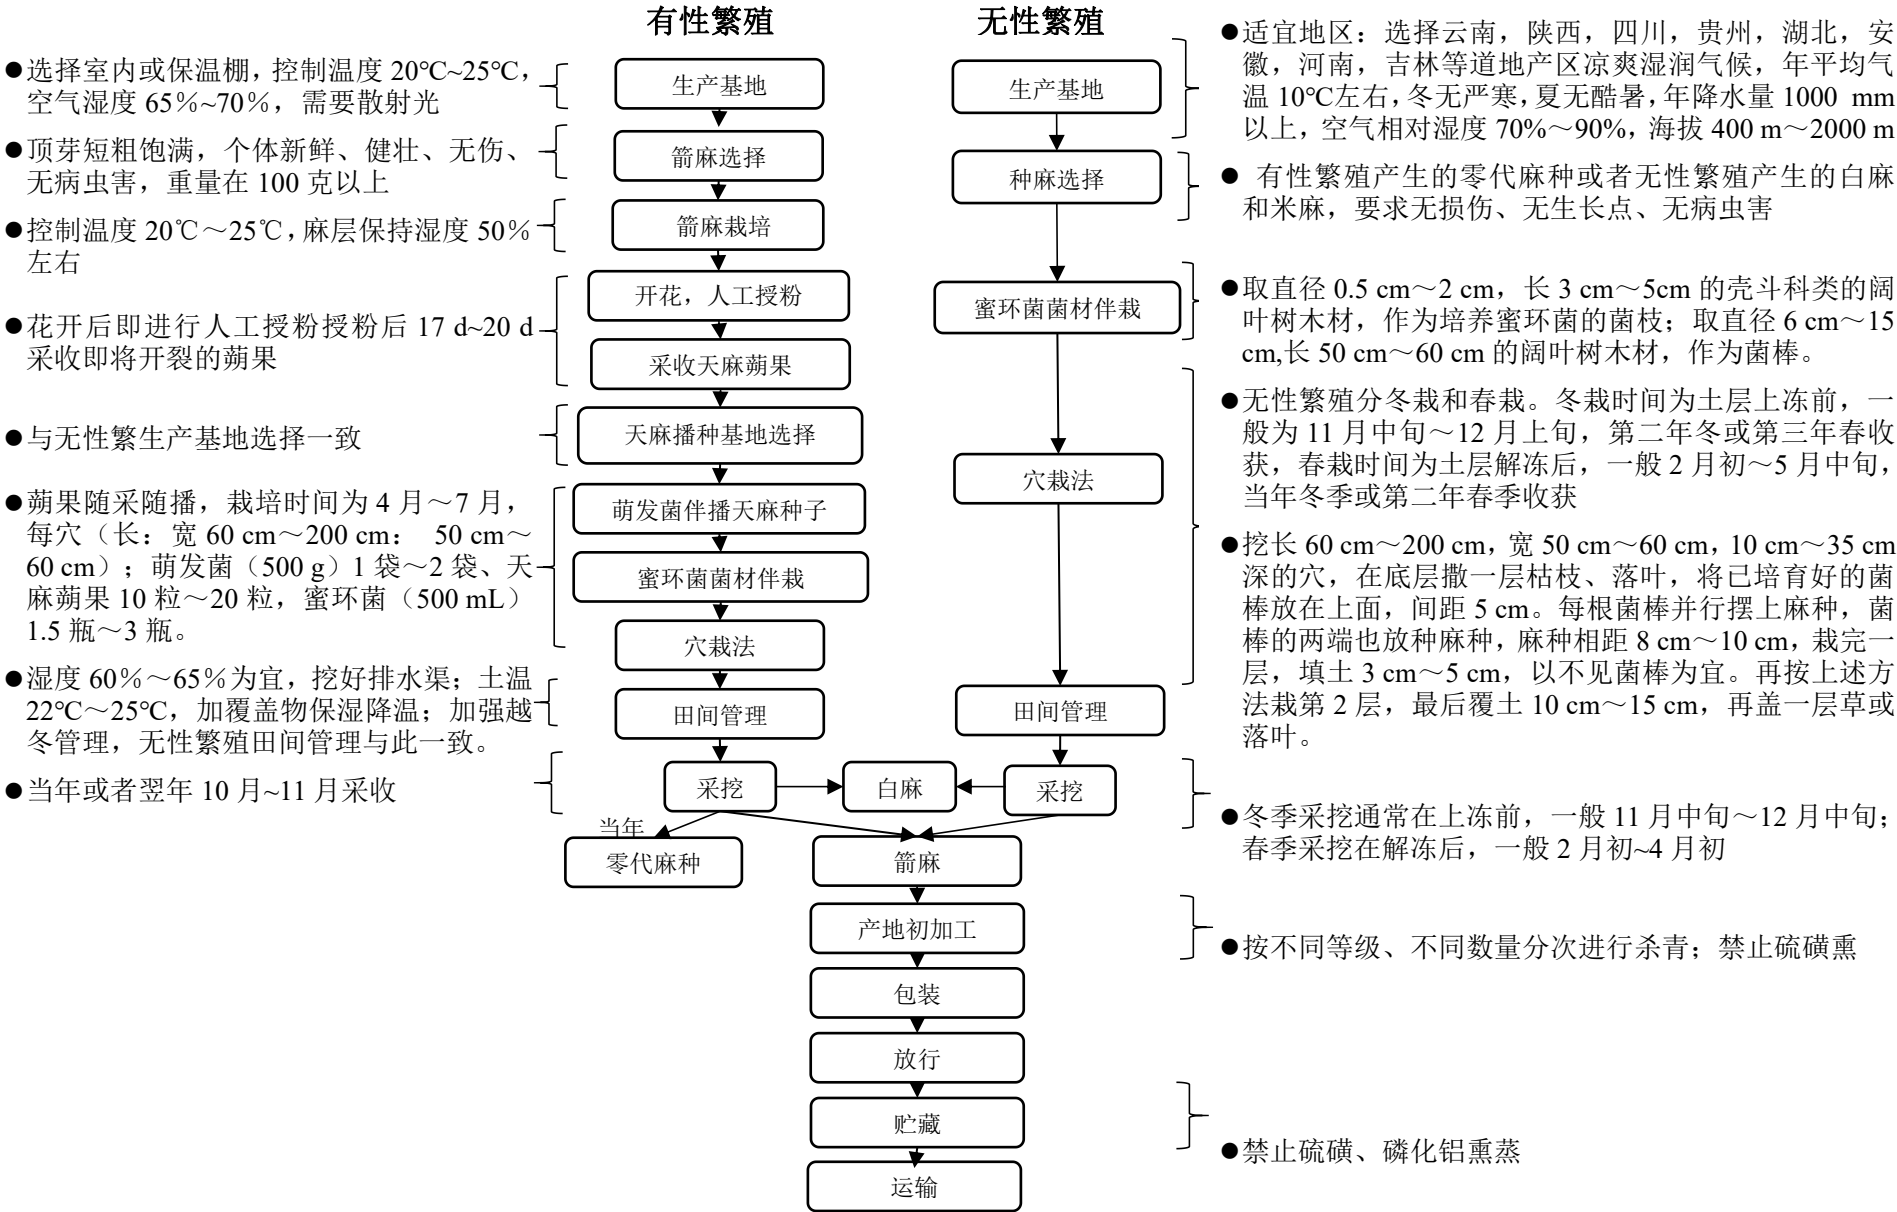 有性繁殖
无性繁殖
●选择室内或保温棚，控制温度 20℃~25℃，
空气湿度 65％~70％，需要散射光
●顶芽短粗饱满，个体新鲜、健壮、无伤、
无病虫害，重量在 100 克以上
●控制温度 20℃～25℃，麻层保持湿度 50％
左右
●花开后即进行人工授粉授粉后 17 d~20 d
采收即将开裂的蒴果
●与无性繁生产基地选择一致
●蒴果随采随播，栽培时间为 4 月～7 月，
每穴（长：宽 60 cm～200 cm： 50 cm～
60 cm）；萌发菌（500 g）1 袋～2 袋、天
麻蒴果 10 粒～20 粒，蜜环菌（500 mL）
1.5 瓶～3 瓶。
●湿度 60％～65％为宜，挖好排水渠；土温
22℃～25℃，加覆盖物保湿降温；加强越
冬管理，无性繁殖田间管理与此一致。
●当年或者翌年 10 月~11 月采收
生产基地
箭麻选择
箭麻栽培
开花，人工授粉
采收天麻蒴果
天麻播种基地选择
萌发菌伴播天麻种子
蜜环菌菌材伴栽
穴栽法
田间管理
采挖
当年
零代麻种
白麻
生产基地
种麻选择
蜜环菌菌材伴栽
穴栽法
田间管理
采挖
箭麻
产地初加工
包装
放行
贮藏
运输
●适宜地区：选择云南，陕西，四川，贵州，湖北，安
徽，河南，吉林等道地产区凉爽湿润气候，年平均气
温 10℃左右，冬无严寒，夏无酷暑，年降水量 1000 mm
以上，空气相对湿度 70%～90%，海拔 400 m～2000 m
● 有性繁殖产生的零代麻种或者无性繁殖产生的白麻
和米麻，要求无损伤、无生长点、无病虫害
●取直径 0.5 cm～2 cm，长 3 cm～5cm 的壳斗科类的阔
叶树木材，作为培养蜜环菌的菌枝；取直径 6 cm～15
cm,长 50 cm～60 cm 的阔叶树木材，作为菌棒。
●无性繁殖分冬栽和春栽。冬栽时间为土层上冻前，一
般为 11 月中旬～12 月上旬，第二年冬或第三年春收
获，春栽时间为土层解冻后，一般 2 月初～5 月中旬，
当年冬季或第二年春季收获
●挖长 60 cm～200 cm，宽 50 cm～60 cm，10 cm～35 cm
深的穴，在底层撒一层枯枝、落叶，将已培育好的菌
棒放在上面，间距 5 cm。每根菌棒并行摆上麻种，菌
棒的两端也放种麻种，麻种相距 8 cm～10 cm，栽完一
层，填土 3 cm～5 cm，以不见菌棒为宜。再按上述方
法栽第 2 层，最后覆土 10 cm～15 cm，再盖一层草或
落叶。
●冬季采挖通常在上冻前，一般 11 月中旬～12 月中旬；
春季采挖在解冻后，一般 2 月初~4 月初
●按不同等级、不同数量分次进行杀青；禁止硫磺熏
●禁止硫磺、磷化铝熏蒸